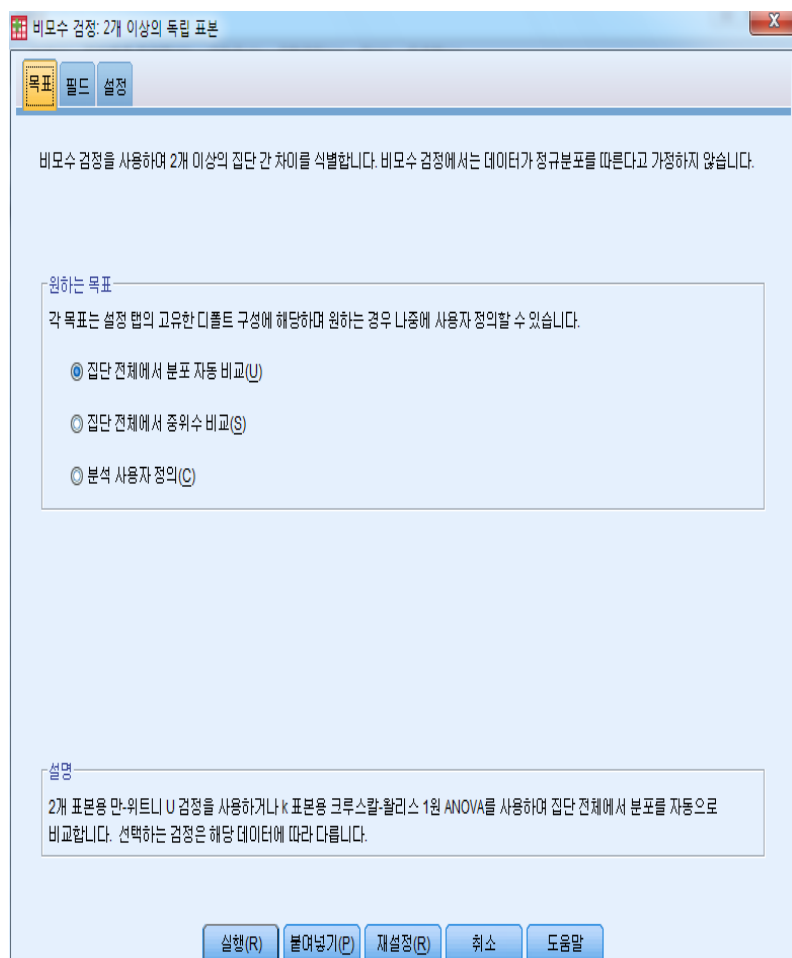 비모수 검정: 2개 이상의 독립 표본
X
목표 필드 설정
비모수 검정을 사용하여 2개 이상의 집단 간 차이를 식별합니다. 비모수 검정에서는 데이터가 정규분포를 따른다고 가정하지 않습니다.
원하는 목표
각 목표는 설정 탭의 고유한 디폴트 구성에 해당하며 원하는 경우 나중에 사용자 정의할 수 있습니다.
집단 전체에서 분포 자동 비교(U)
집단 전체에서 중위수 비교(S)
분석 사용자 정의(C)
설명
2개 표본용 만-위트니 U 검정을 사용하거나 k 표본용 크루스칼-왈리스 1원 ANOVA를 사용하여 집단 전체에서 분포를 자동으로
비교합니다. 선택하는 검정은 해당 데이터에 따라 다릅니다.
실행(R) 붙여넣기(P) 재설정(R) 취소 도움말